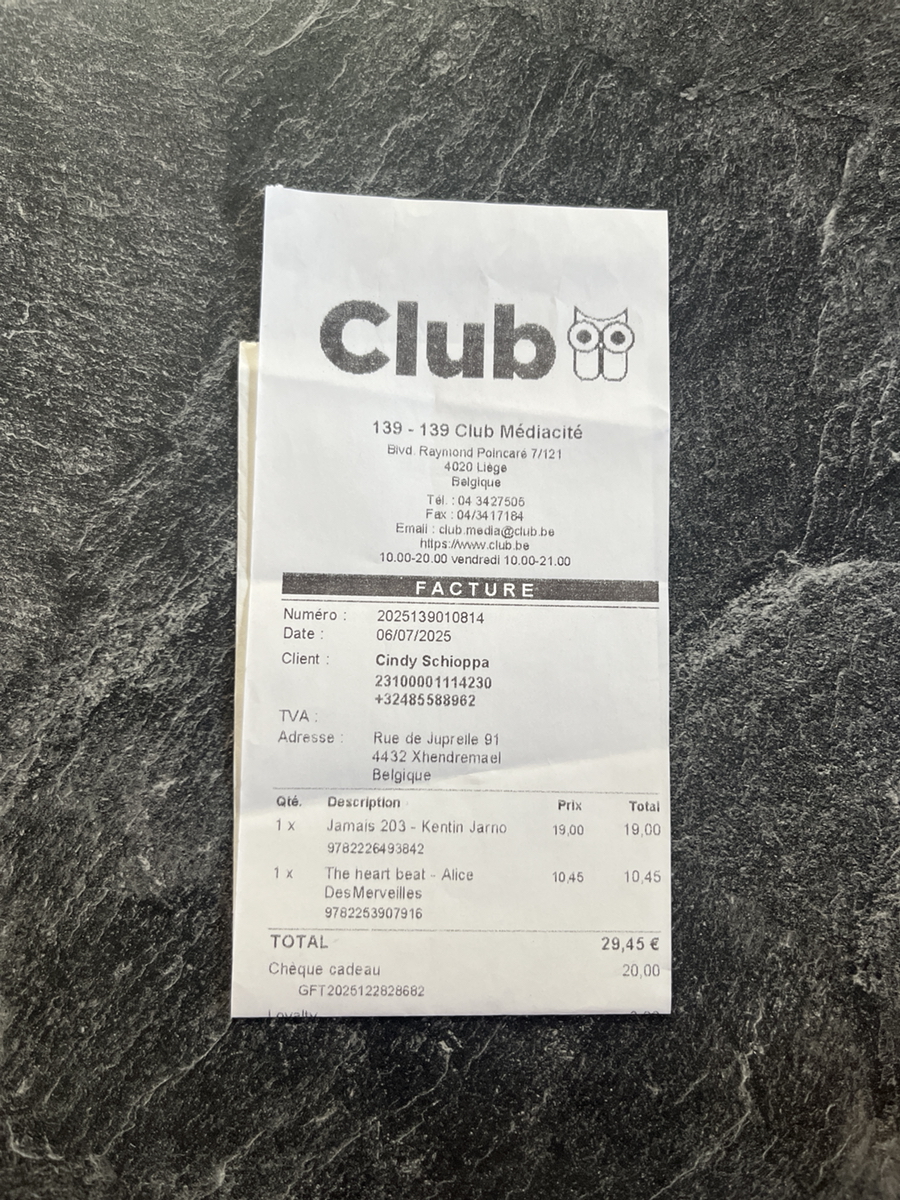 Club
139 - 139 Club Médiacité
Blvd. Raymond Poincaré 7/121
4020 Liège
Belgique
Tél. : 04 3427505
Fax : 04/3417184
Email : club.media@club.be
https://www.club.be
10.00-20.00 vendredi 10.00-21.00
FACTURE
Numéro : 2025139010814
Date : 06/07/2025
Client : Cindy Schioppa
23100001114230
+32485588962
TVA :
Adresse : Rue de Juprelle 91
4432 Xhendremael
Belgique
Qté. Description Prix Total
1 x Jamais 203 - Kentin Jarno 19,00 19,00
9782226493842
1 x The heart beat - Alice 10,45 10,45
DesMerveilles
9782253907916
TOTAL 29,45 €
Chèque cadeau 20,00
GFT2025122828682
Loyalty